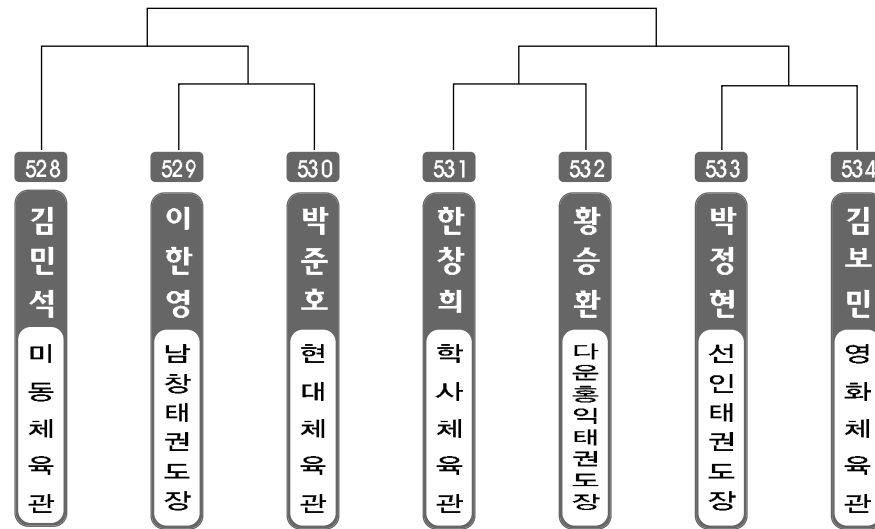 528
김민석
미동체육관
529
이한영
남창태권도장
530
박준호
현대체육관
531
한창희
학사체육관
532
황승환
다운홍익태권도장
533
박정현
선인태권도장
534
김보민
영화체육관